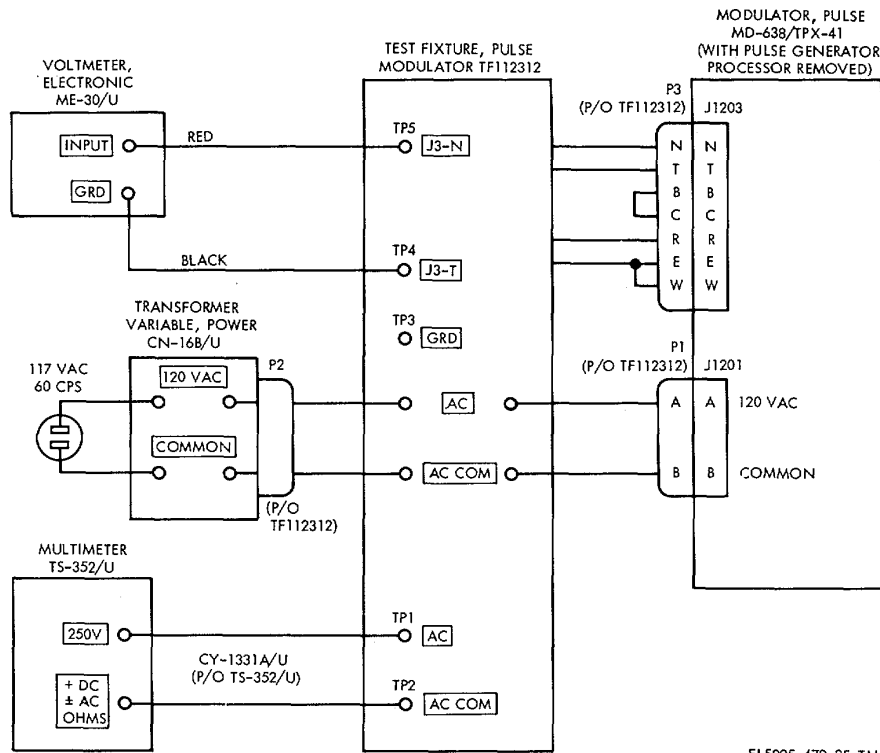 VOLTMETER,
ELECTRONIC
ME-30/U
INPUT
GRD
RED
BLACK
TEST FIXTURE, PULSE
MODULATOR TF112312
TP5
J3-N
TP4
J3-T
TP3
GRD
AC
AC COM
TP1
AC
TP2
AC COM
MODULATOR, PULSE
MD-638/TPX-41
(WITH PULSE GENERATOR
PROCESSOR REMOVED)
P3
(P/O TF112312)
J1203
N N
T T
B B
C C
R R
E E
W W
P1
(P/O TF112312)
J1201
A A 120 VAC
B B COMMON
TRANSFORMER
VARIABLE, POWER
CN-16B/U
117 VAC
60 CPS
120 VAC
COMMON
P2
(P/O
TF112312)
MULTIMETER
TS-352/U
250V
+ DC
± AC
OHMS
CY-1331A/U
(P/O TS-352/U)